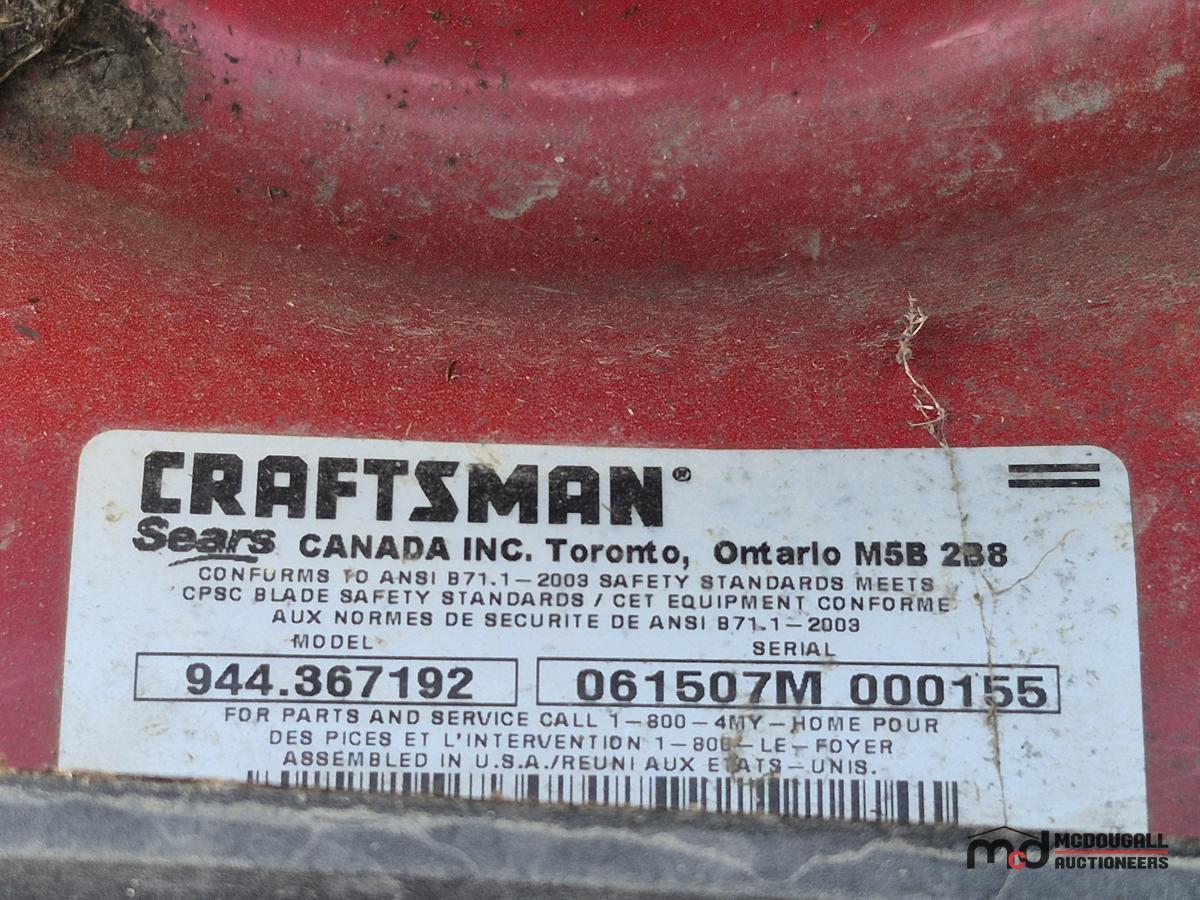 CRAFTSMAN®
Sears CANADA INC. Toronto, Ontario M5B 2B8
CONFORMS TO ANSI B71.1-2003 SAFETY STANDARDS MEETS
CPSC BLADE SAFETY STANDARDS / CET EQUIPMENT CONFORME
AUX NORMES DE SECURITE DE ANSI B71.1-2003
MODEL SERIAL
944.367192 061507M 000155
FOR PARTS AND SERVICE CALL 1-800-4MY-HOME POUR
DES PICES ET L'INTERVENTION 1-800-LE-FOYER
ASSEMBLED IN U.S.A./REUNI AUX ETATS-UNIS.
mcd MCDOUGALL
AUCTIONEERS